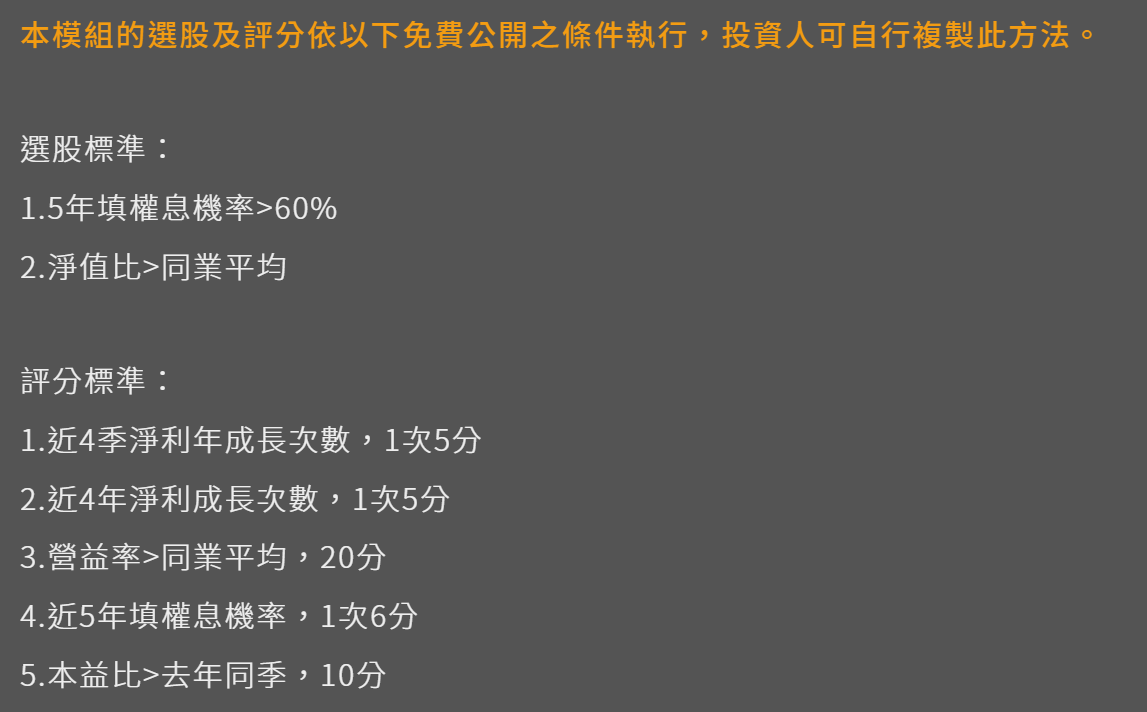 本模組的選股及評分依以下免費公開之條件執行，投資人可自行複製此方法。
選股標準：
1.5年填權息機率>60%
2.淨值比>同業平均
評分標準：
1.近4季淨利年成長次數，1次5分
2.近4年淨利成長次數，1次5分
3.營益率>同業平均，20分
4.近5年填權息機率，1次6分
5.本益比>去年同季，10分